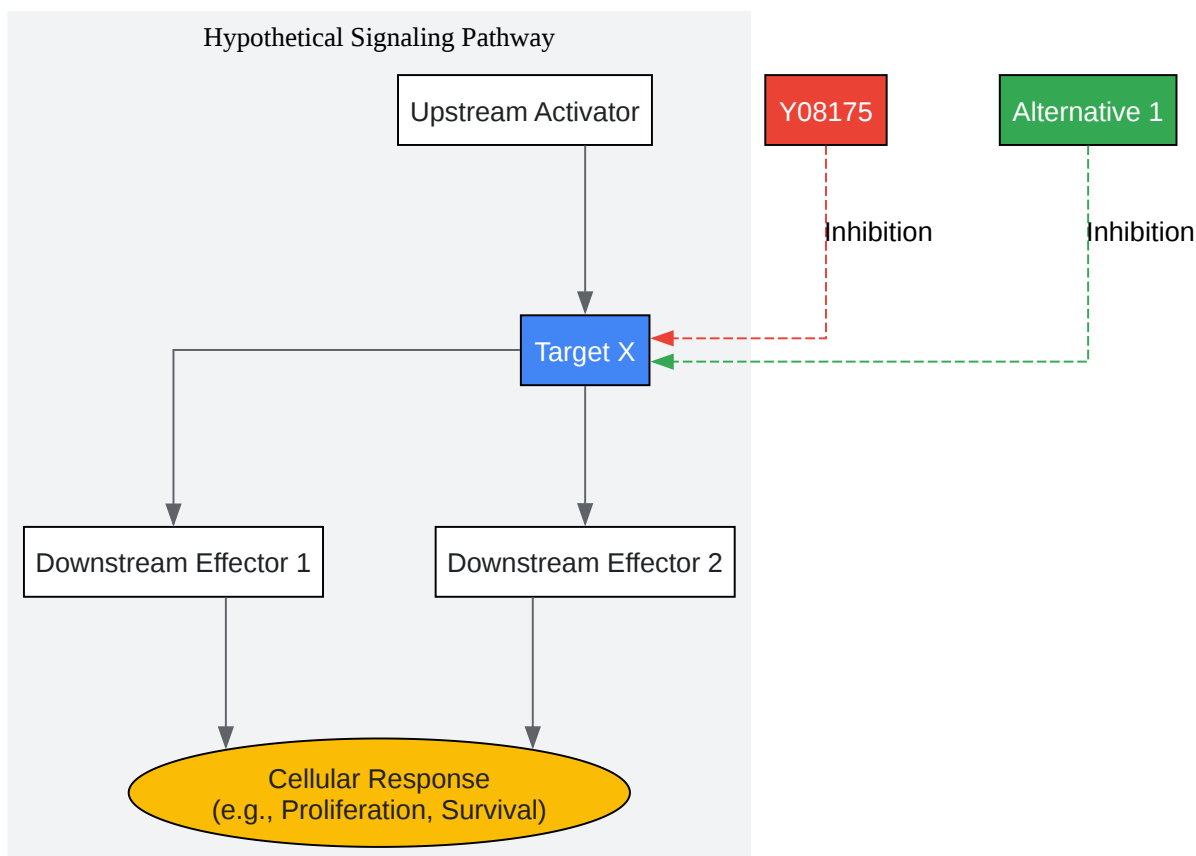 Hypothetical Signaling Pathway
Upstream Activator
Y08175
Alternative 1
Inhibition
Inhibition
Target X
Downstream Effector 1
Downstream Effector 2
Cellular Response
(e.g., Proliferation, Survival)